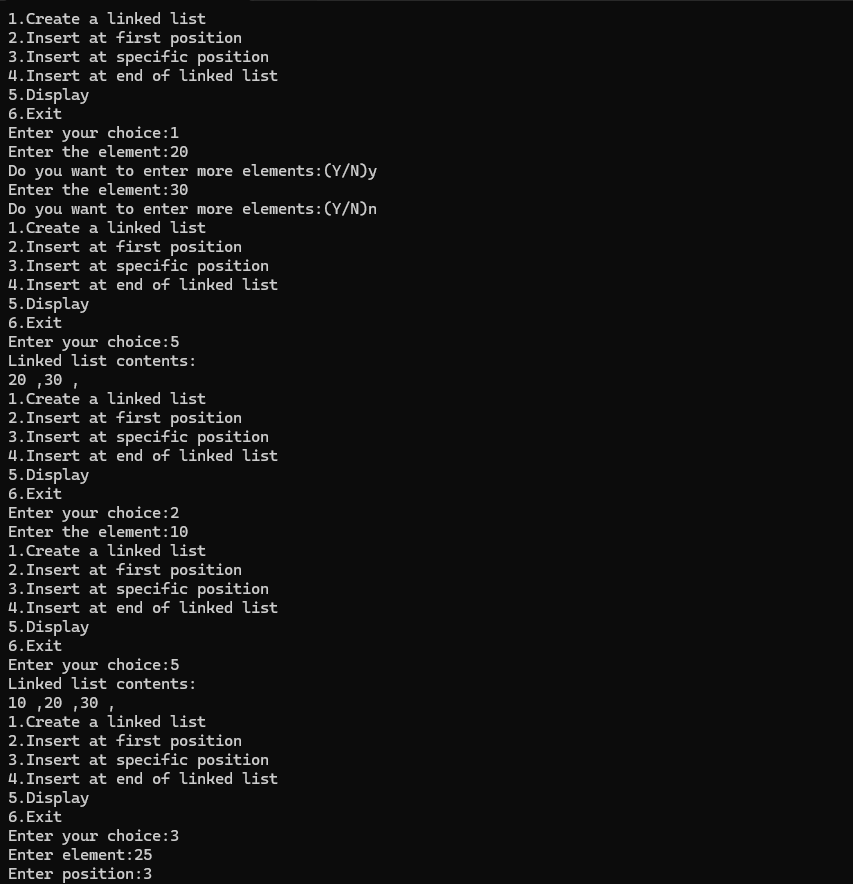 1.Create a linked list
2.Insert at first position
3.Insert at specific position
4.Insert at end of linked list
5.Display
6.Exit
Enter your choice:1
Enter the element:20
Do you want to enter more elements:(Y/N)y
Enter the element:30
Do you want to enter more elements:(Y/N)n
1.Create a linked list
2.Insert at first position
3.Insert at specific position
4.Insert at end of linked list
5.Display
6.Exit
Enter your choice:5
Linked list contents:
20 ,30 ,
1.Create a linked list
2.Insert at first position
3.Insert at specific position
4.Insert at end of linked list
5.Display
6.Exit
Enter your choice:2
Enter the element:10
1.Create a linked list
2.Insert at first position
3.Insert at specific position
4.Insert at end of linked list
5.Display
6.Exit
Enter your choice:5
Linked list contents:
10 ,20 ,30 ,
1.Create a linked list
2.Insert at first position
3.Insert at specific position
4.Insert at end of linked list
5.Display
6.Exit
Enter your choice:3
Enter element:25
Enter position:3